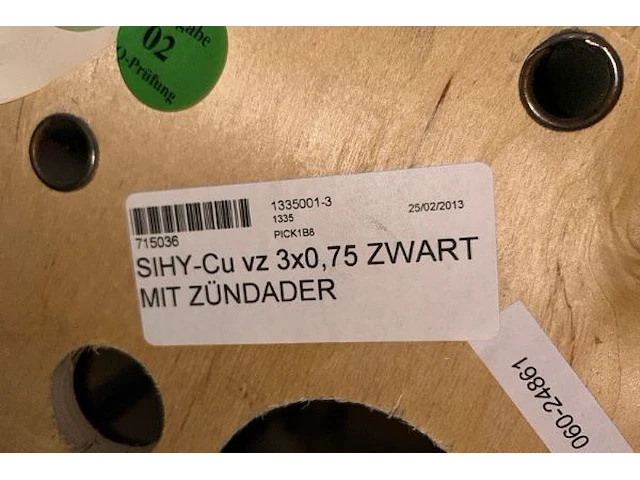 02
Q-Prüfung
1335001-3
25/02/2013
1335
PICK1B8
715036
SIHY-Cu vz 3x0,75 ZWART
MIT ZÜNDADER
060-24861